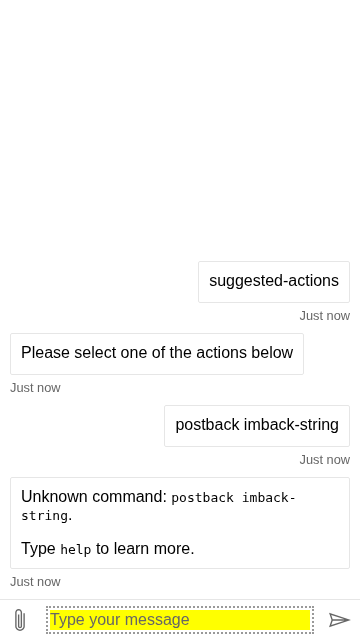 suggested-actions
Just now
Please select one of the actions below
Just now
postback imback-string
Just now
Unknown command: postback imback-
string.
Type help to learn more.
Just now
Type your message